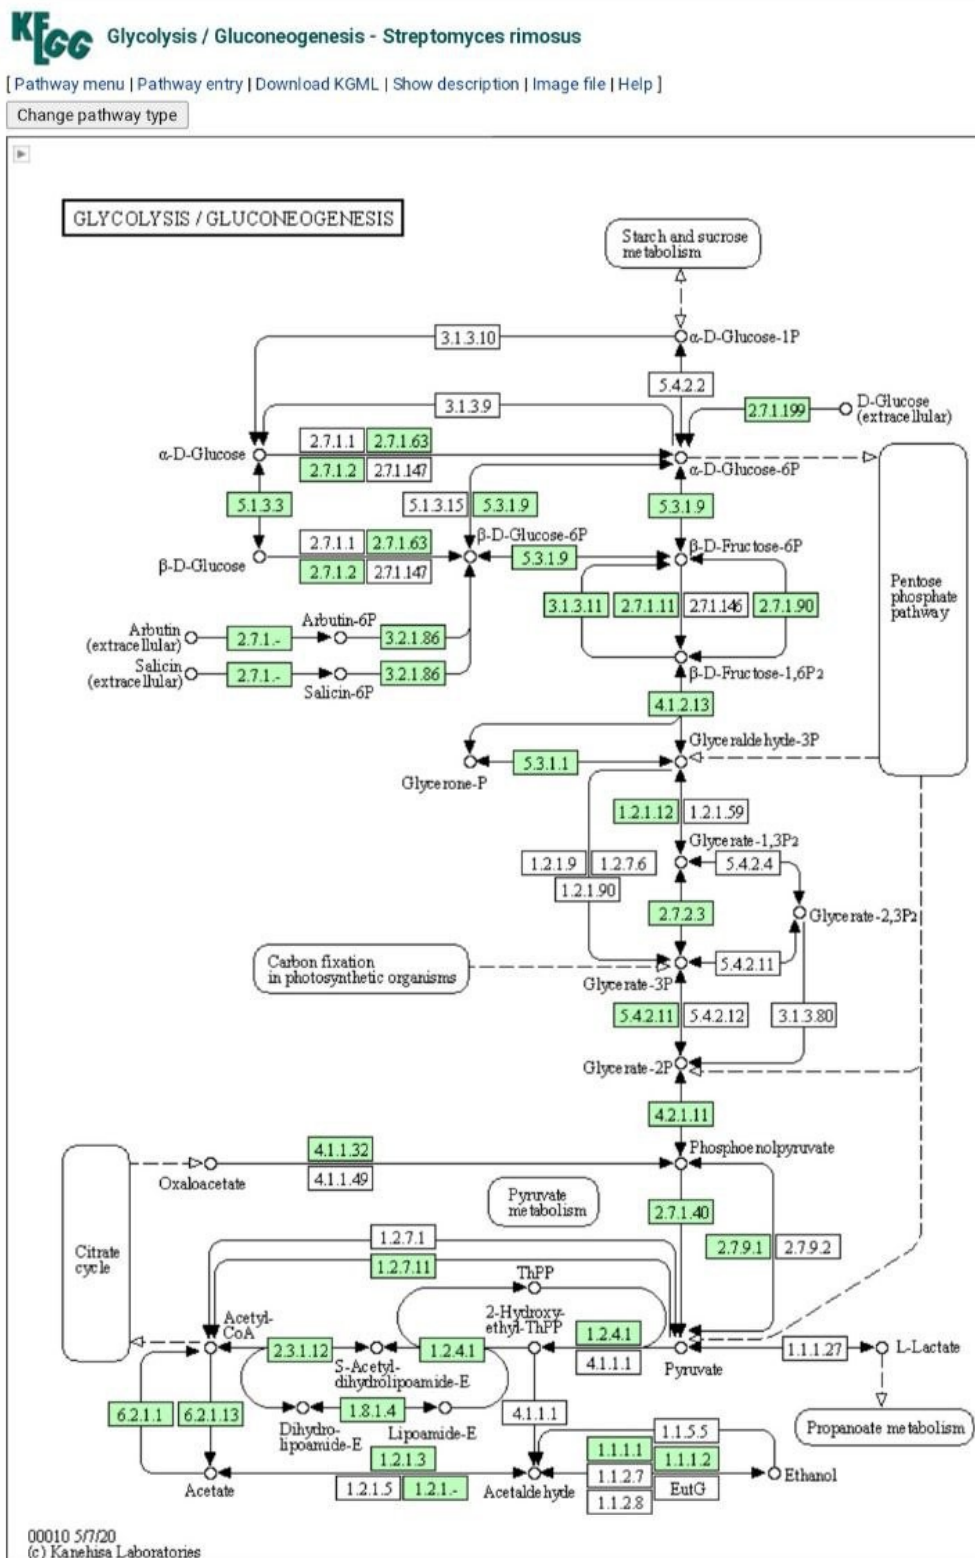 KEGG
Glycolysis / Gluconeogenesis - Streptomyces rimosus
[ Pathway menu | Pathway entry | Download KGML | Show description | Image file | Help ]
Change pathway type
GLYCOLYSIS / GLUCONEOGENESIS
Starch and sucrose
metabolism
3.1.3.10
α-D-Glucose-1P
5.4.2.2
3.1.3.9
2.7.1.199
D-Glucose
(extracellular)
α-D-Glucose
2.7.1.1
2.7.1.63
2.7.1.2
2.7.1.147
α-D-Glucose-6P
5.1.3.3
5.1.3.15
5.3.1.9
5.3.1.9
β-D-Glucose
2.7.1.1
2.7.1.63
2.7.1.2
2.7.1.147
β-D-Glucose-6P
5.3.1.9
β-D-Fructose-6P
Pentose
phosphate
pathway
3.1.3.11
2.7.1.11
2.7.1.146
2.7.1.90
Arbutin
(extracellular)
2.7.1.-
Arbutin-6P
3.2.1.86
Salicin
(extracellular)
2.7.1.-
Salicin-6P
3.2.1.86
β-D-Fructose-1,6P2
4.1.2.13
Glyceraldehyde-3P
5.3.1.1
Glycerone-P
1.2.1.12
1.2.1.59
Glycerate-1,3P2
1.2.1.9
1.2.7.6
1.2.1.90
5.4.2.4
2.7.2.3
Glycerate-2,3P2
Carbon fixation
in photosynthetic organisms
5.4.2.11
Glycerate-3P
5.4.2.11
5.4.2.12
3.1.3.80
Glycerate-2P
4.2.1.11
Phosphoenolpyruvate
4.1.1.32
4.1.1.49
Oxaloacetate
Pyruvate
metabolism
2.7.1.40
2.7.9.1
2.7.9.2
Citrate
cycle
1.2.7.1
1.2.7.11
ThPP
Acetyl-
CoA
2-Hydroxy-
ethyl-ThPP
2.3.1.12
S-Acetyl-
dihydrolipoamide-E
1.2.4.1
1.2.4.1
4.1.1.1
Pyruvate
1.1.1.27
L-Lactate
6.2.1.1
6.2.1.13
1.8.1.4
Dihydro-
lipoamide-E
Lipoamide-E
4.1.1.1
Propanoate metabolism
1.2.1.3
1.2.1.5
1.2.1.-
Acetate
Acetaldehyde
1.1.5.5
1.1.1.1
1.1.1.2
1.1.2.7
EutG
1.1.2.8
Ethanol
00010 5/7/20
(c) Kanehisa Laboratories